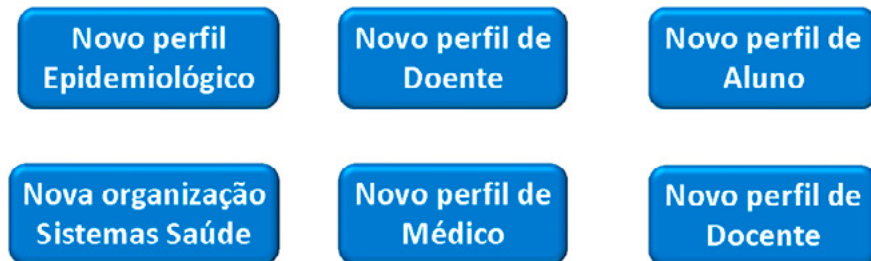 Novo perfil
Epidemiológico
Novo perfil de
Doente
Novo perfil de
Aluno
Nova organização
Sistemas Saúde
Novo perfil de
Médico
Novo perfil de
Docente